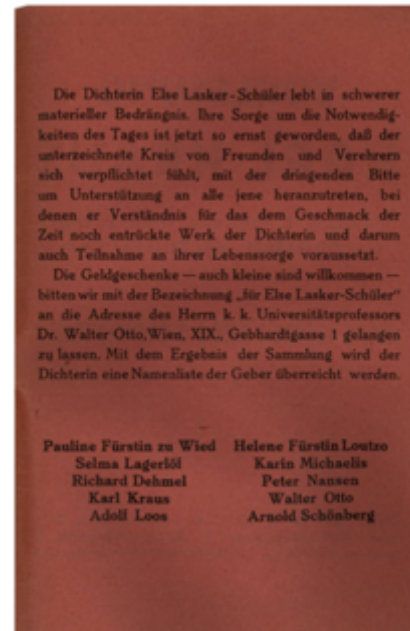 Die Dichterin Else Lasker-Schüler lebt in schwerer
materieller Bedrängnis. Ihre Sorge um die Notwendig-
keiten des Tages ist jetzt so ernst geworden, daß der
unterzeichnete Kreis von Freunden und Verehrern
sich verpflichtet fühlt, mit der dringenden Bitte
um Unterstützung an alle jene heranzutreten, bei
denen er Verständnis für das dem Geschmack der
Zeit noch entrückte Werk der Dichterin und darum
auch Teilnahme an ihrer Lebenssorge voraussetzt.
Die Geldgeschenke — auch kleine sind willkommen —
bitten wir mit der Bezeichnung „für Else Lasker-Schüler“
an die Adresse des Herrn k. k. Universitätsprofessors
Dr. Walter Otto, Wien, XIX., Gebhardtgasse 1 gelangen
zu lassen. Mit dem Ergebnis der Sammlung wird der
Dichterin eine Namenliste der Geber überreicht werden.
Pauline Fürstin zu Wied Helene Fürstin Loutzo
Selma Lagerlöf Karin Michaelis
Richard Dehmel Peter Nansen
Karl Kraus Walter Otto
Adolf Loos Arnold Schönberg